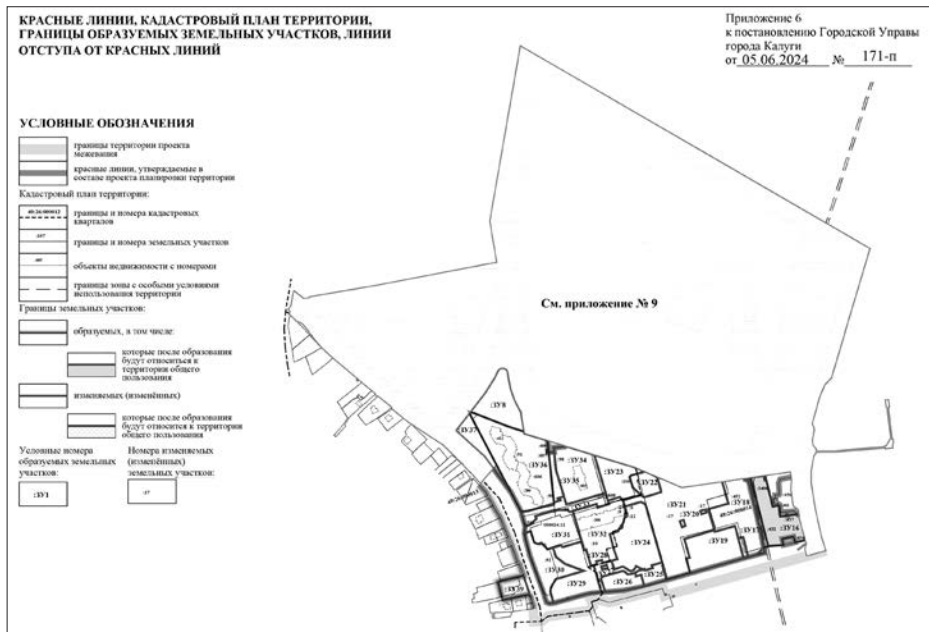 КРАСНЫЕ ЛИНИИ, КАДАСТРОВЫЙ ПЛАН ТЕРРИТОРИИ,
ГРАНИЦЫ ОБРАЗУЕМЫХ ЗЕМЕЛЬНЫХ УЧАСТКОВ, ЛИНИИ
ОТСТУПА ОТ КРАСНЫХ ЛИНИЙ
Приложение 6
к постановлению Городской Управы
города Калуги
от 05.06.2024 № 171-п
УСЛОВНЫЕ ОБОЗНАЧЕНИЯ
границы территории проекта
межевания
красные линии, утверждаемые в
составе проекта планировки территории
Кадастровый план территории:
границы и номера кадастровых
кварталов
границы и номера земельных участков
объекты недвижимости с номерами
границы зоны с особыми условиями
использования территории
Границы земельных участков:
образуемых, в том числе:
которые после образования
будут относиться к
территории общего
пользования
изменяемых (изменённых)
которые после образования
будут относится к территории
общего пользования
Условные номера
образуемых земельных
участков:
:ЗУ1
Номера изменяемых
(изменённых)
земельных участков:
См. приложение № 9
:ЗУ8
:ЗУ37
:ЗУ36
:ЗУ34
:ЗУ35
:ЗУ23
:ЗУ22
:ЗУ21
:ЗУ20
:ЗУ18
:ЗУ17
:ЗУ16
:ЗУ19
:ЗУ31
:ЗУ32
:ЗУ24
:ЗУ28
:ЗУ30
:ЗУ29
:ЗУ26
:ЗУ25
:ЗУ39